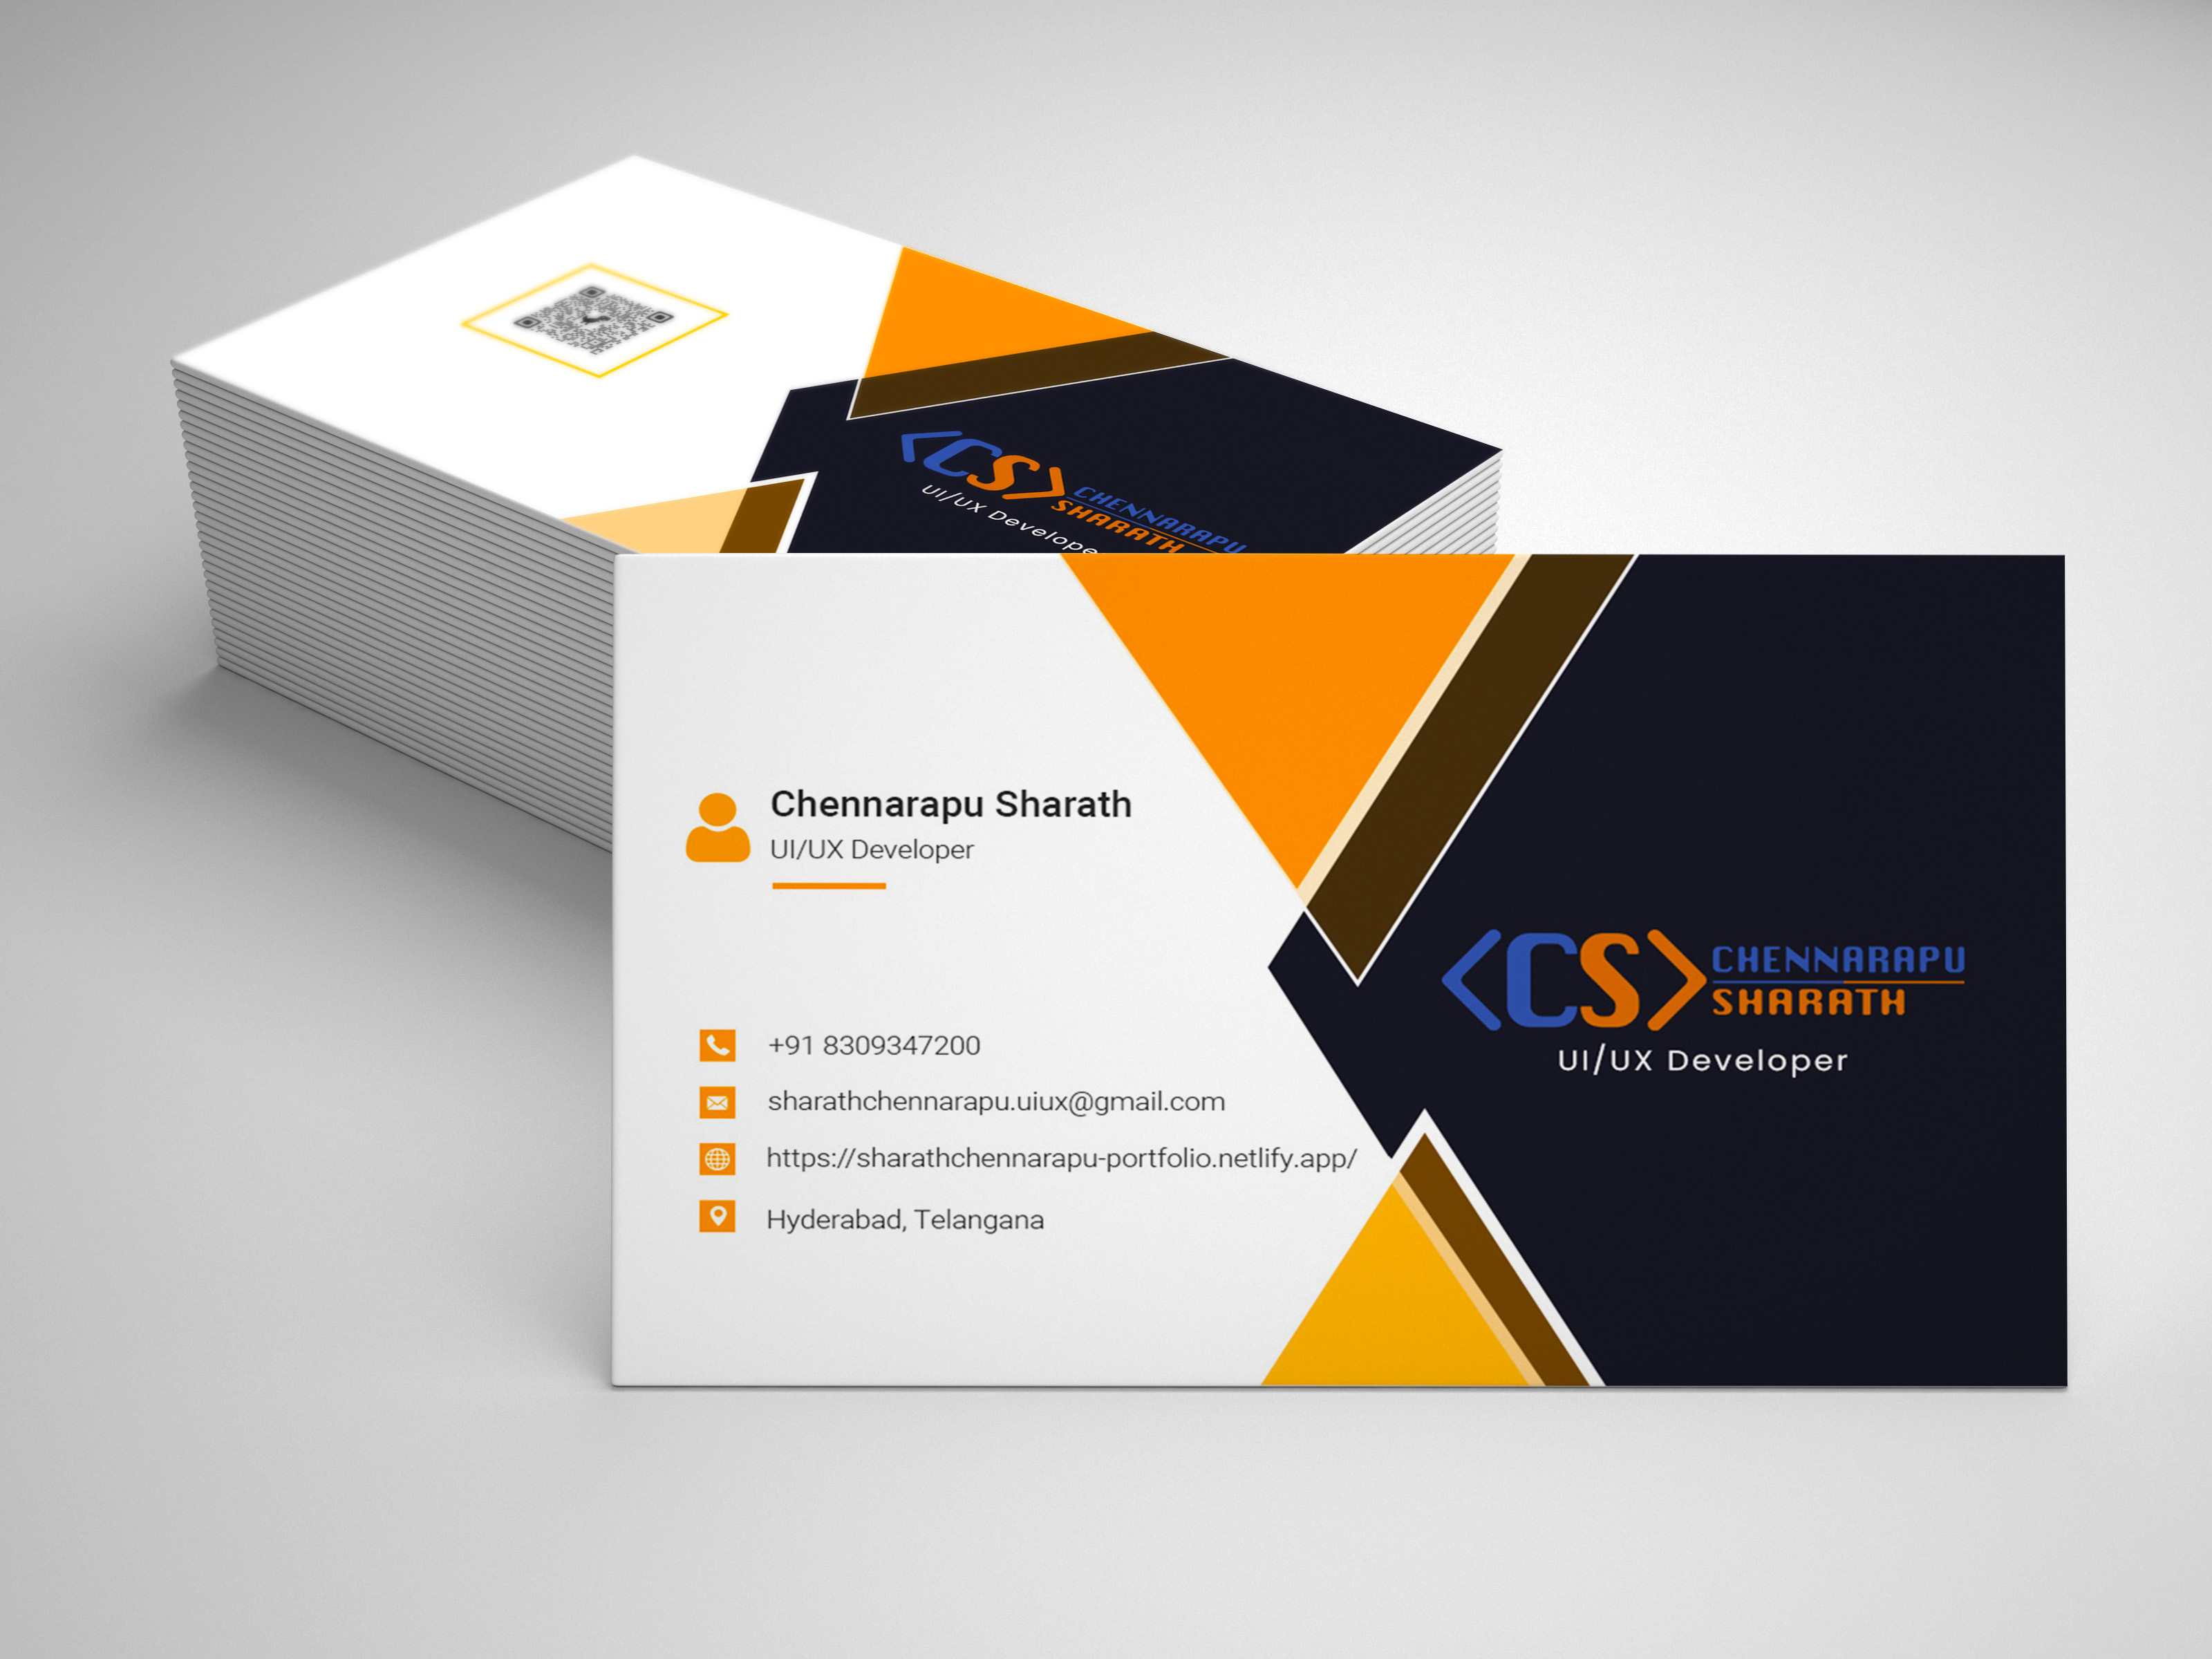 <CS>
CHENNARAPU
SHARATH
UI/UX Develope
Chennarapu Sharath
UI/UX Developer
+91 8309347200
sharathchennarapu.uiux@gmail.com
https://sharathchennarapu-portfolio.netlify.app/
Hyderabad, Telangana
<CS>
CHENNARAPU
SHARATH
UI/UX Developer